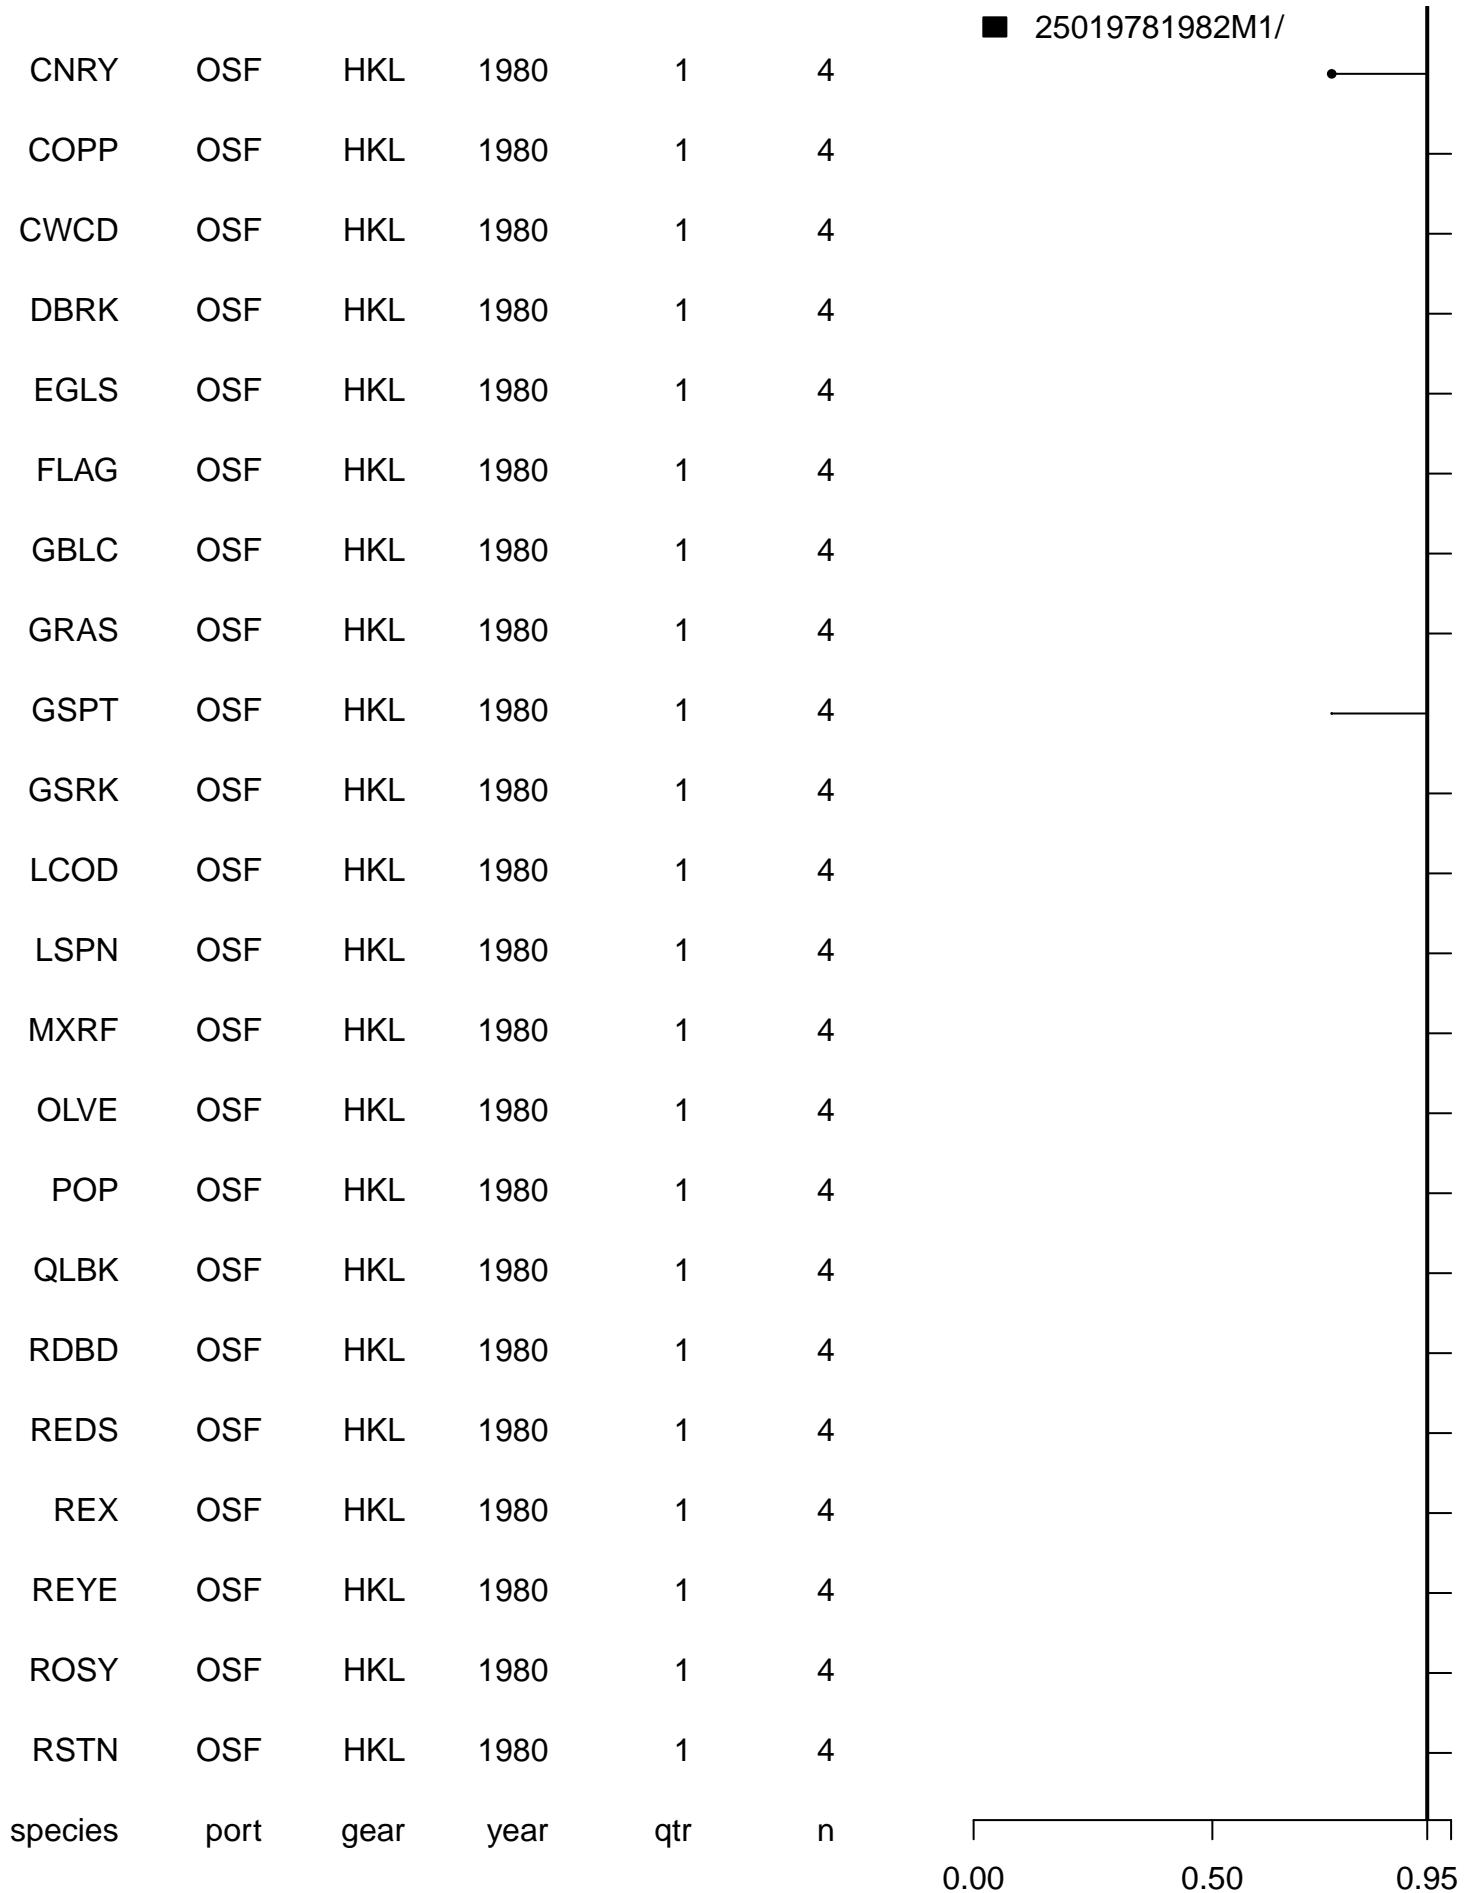 25019781982M1/
CNRY OSF HKL 1980 1 4
COPP OSF HKL 1980 1 4
CWCD OSF HKL 1980 1 4
DBRK OSF HKL 1980 1 4
EGLS OSF HKL 1980 1 4
FLAG OSF HKL 1980 1 4
GBLC OSF HKL 1980 1 4
GRAS OSF HKL 1980 1 4
GSPT OSF HKL 1980 1 4
GSRK OSF HKL 1980 1 4
LCOD OSF HKL 1980 1 4
LSPN OSF HKL 1980 1 4
MXRF OSF HKL 1980 1 4
OLVE OSF HKL 1980 1 4
POP OSF HKL 1980 1 4
QLBK OSF HKL 1980 1 4
RDBD OSF HKL 1980 1 4
REDS OSF HKL 1980 1 4
REX OSF HKL 1980 1 4
REYE OSF HKL 1980 1 4
ROSY OSF HKL 1980 1 4
RSTN OSF HKL 1980 1 4
species port gear year qtr n
0.00 0.50 0.95